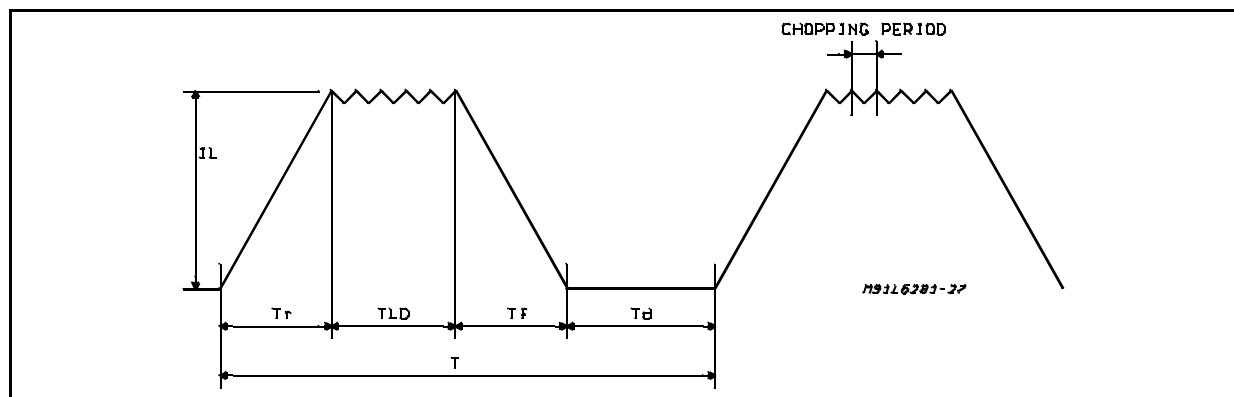 CHOPPING PERIOD
IL
Tr
TLD
Tf
Td
T
M91L6281-27